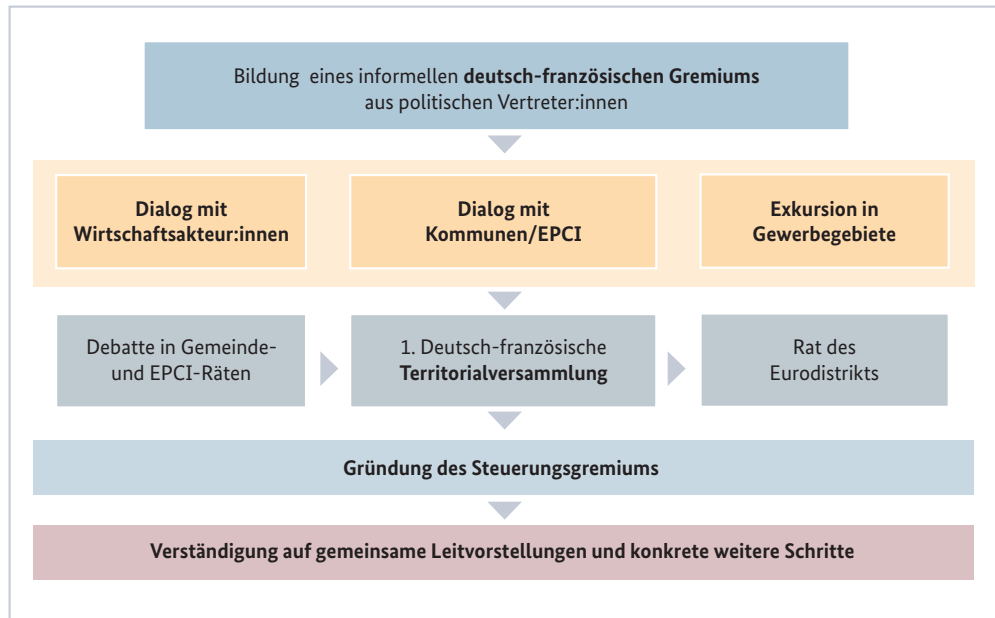 Bildung eines informellen deutsch-französischen Gremiums
aus politischen Vertreter:innen
Dialog mit
Wirtschaftsakteur:innen
Dialog mit
Kommunen/EPCI
Exkursion in
Gewerbegebiete
Debatte in Gemeinde-
und EPCI-Räten
1. Deutsch-französische
Territorialversammlung
Rat des
Eurodistrikts
Gründung des Steuerungsgremiums
Verständigung auf gemeinsame Leitvorstellungen und konkrete weitere Schritte